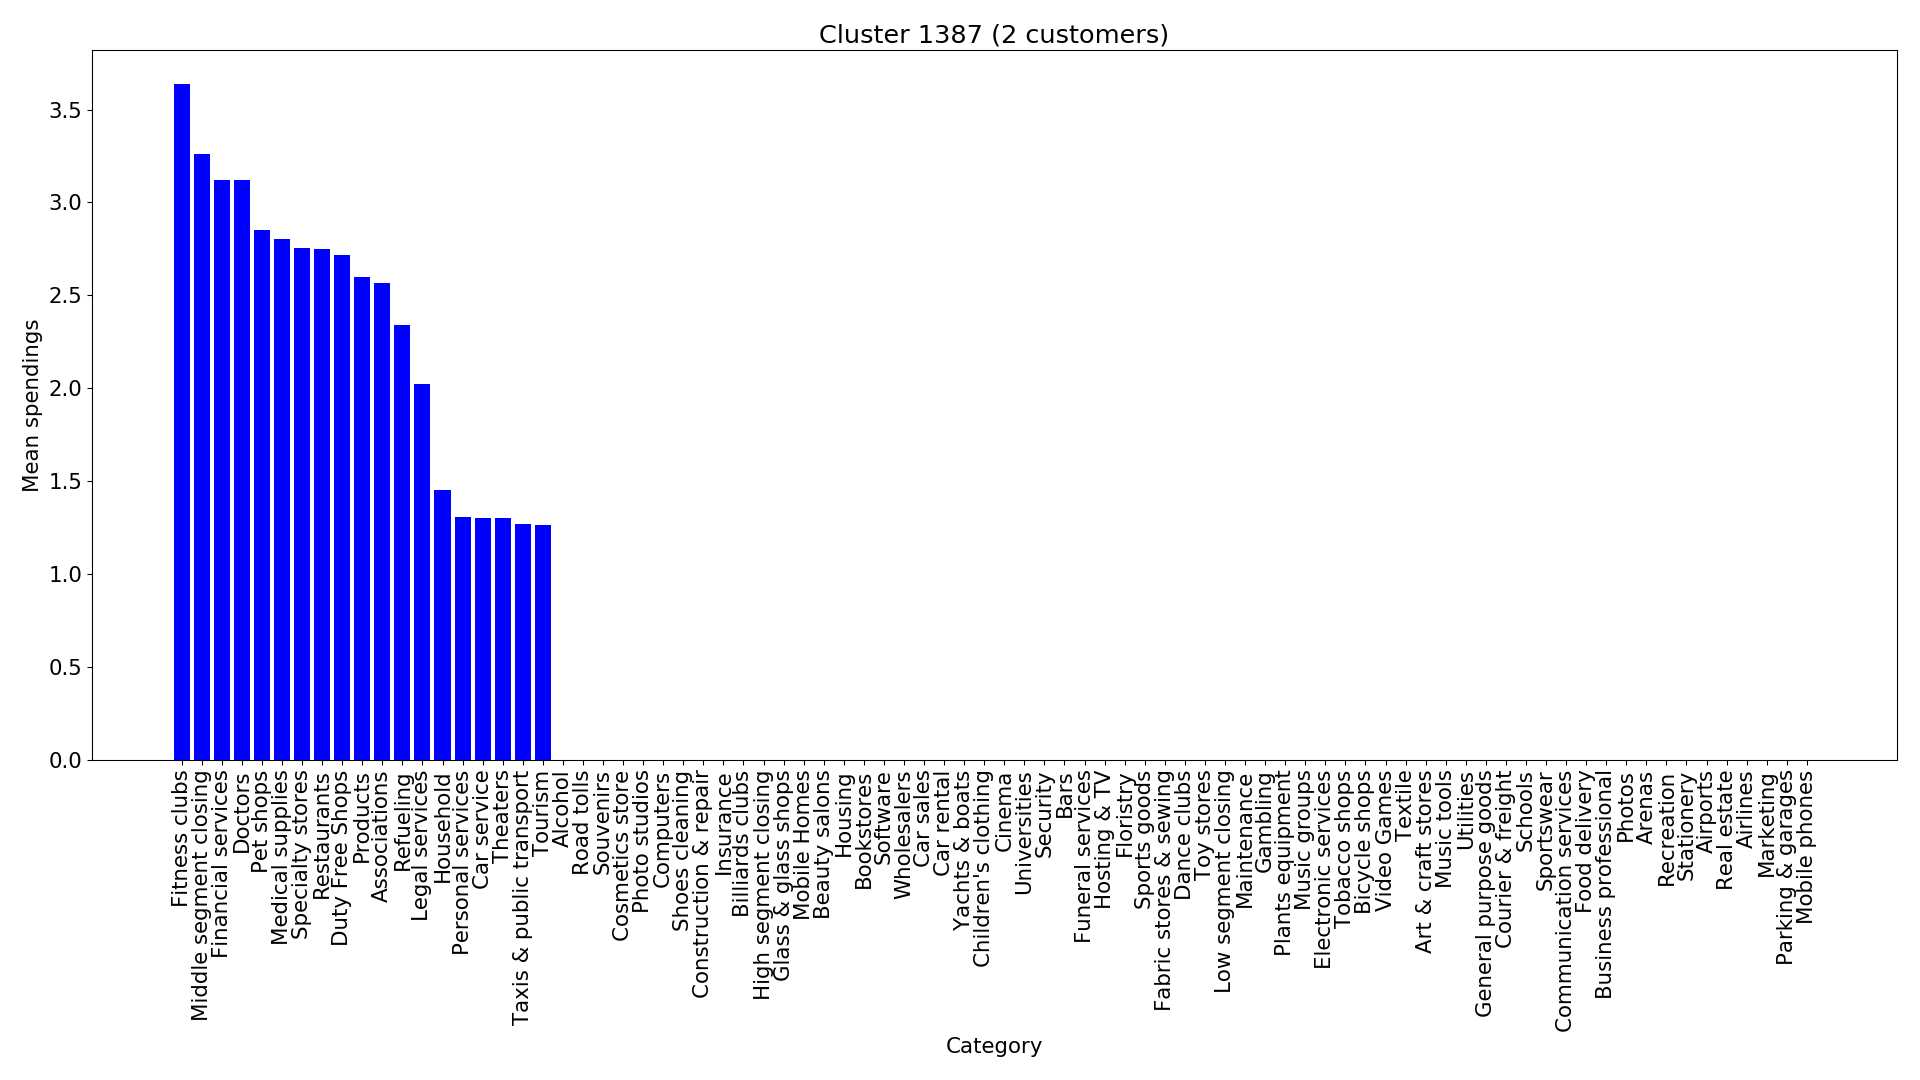 Cluster 1387 (2 customers)
Mean spendings
3.5
3.0
2.5
2.0
1.5
1.0
0.5
0.0
Fitness clubs
Middle segment closing
Financial services
Doctors
Pet shops
Medical supplies
Specialty stores
Restaurants
Duty Free Shops
Products
Associations
Refueling
Legal services
Household
Personal services
Car service
Theaters
Taxis & public transport
Tourism
Alcohol
Road tolls
Souvenirs
Cosmetics store
Photo studios
Computers
Shoes cleaning
Construction & repair
Insurance
Billiards clubs
High segment closing
Glass & glass shops
Mobile Homes
Beauty salons
Housing
Bookstores
Software
Wholesalers
Car sales
Car rental
Yachts & boats
Children's clothing
Cinema
Universities
Security
Bars
Funeral services
Hosting & TV
Floristry
Sports goods
Fabric stores & sewing
Dance clubs
Toy stores
Low segment closing
Maintenance
Gambling
Plants equipment
Music groups
Electronic services
Tobacco shops
Bicycle shops
Video Games
Textile
Art & craft stores
Music tools
Utilities
General purpose goods
Courier & freight
Schools
Sportswear
Communication services
Food delivery
Business professional
Photos
Arenas
Recreation
Stationery
Airports
Real estate
Airlines
Marketing
Parking & garages
Mobile phones
Category